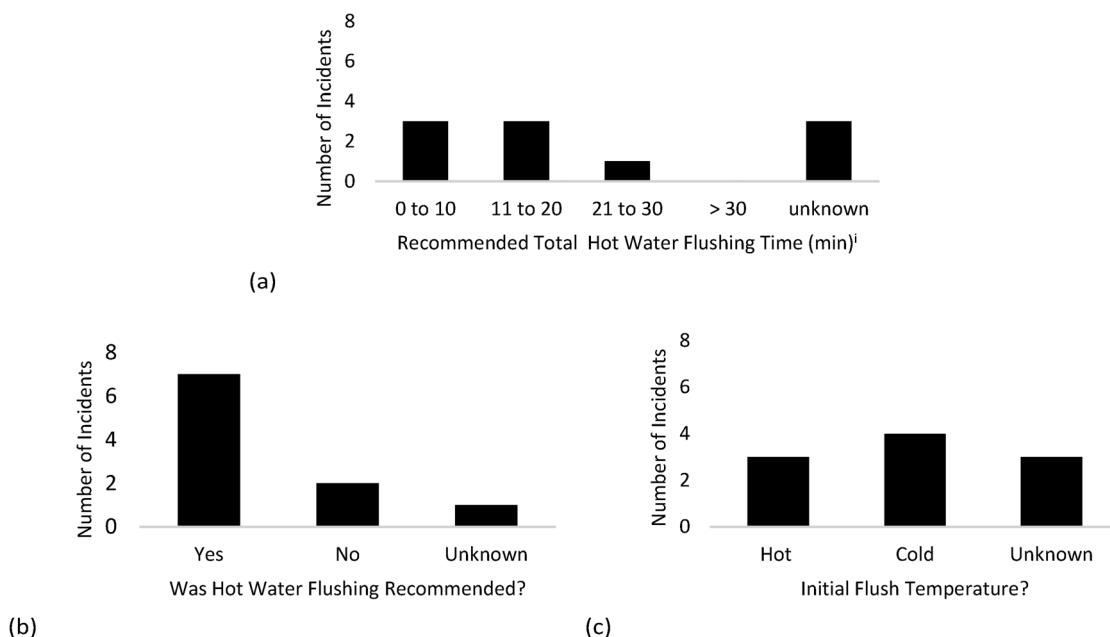 Number of Incidents
8
6
4
2
0
0 to 10 11 to 20 21 to 30 > 30 unknown
Recommended Total Hot Water Flushing Time (min)ⁱ
(a)
Number of Incidents
8
6
4
2
0
Yes No Unknown
Was Hot Water Flushing Recommended?
(b)
Number of Incidents
8
6
4
2
0
Hot Cold Unknown
Initial Flush Temperature?
(c)